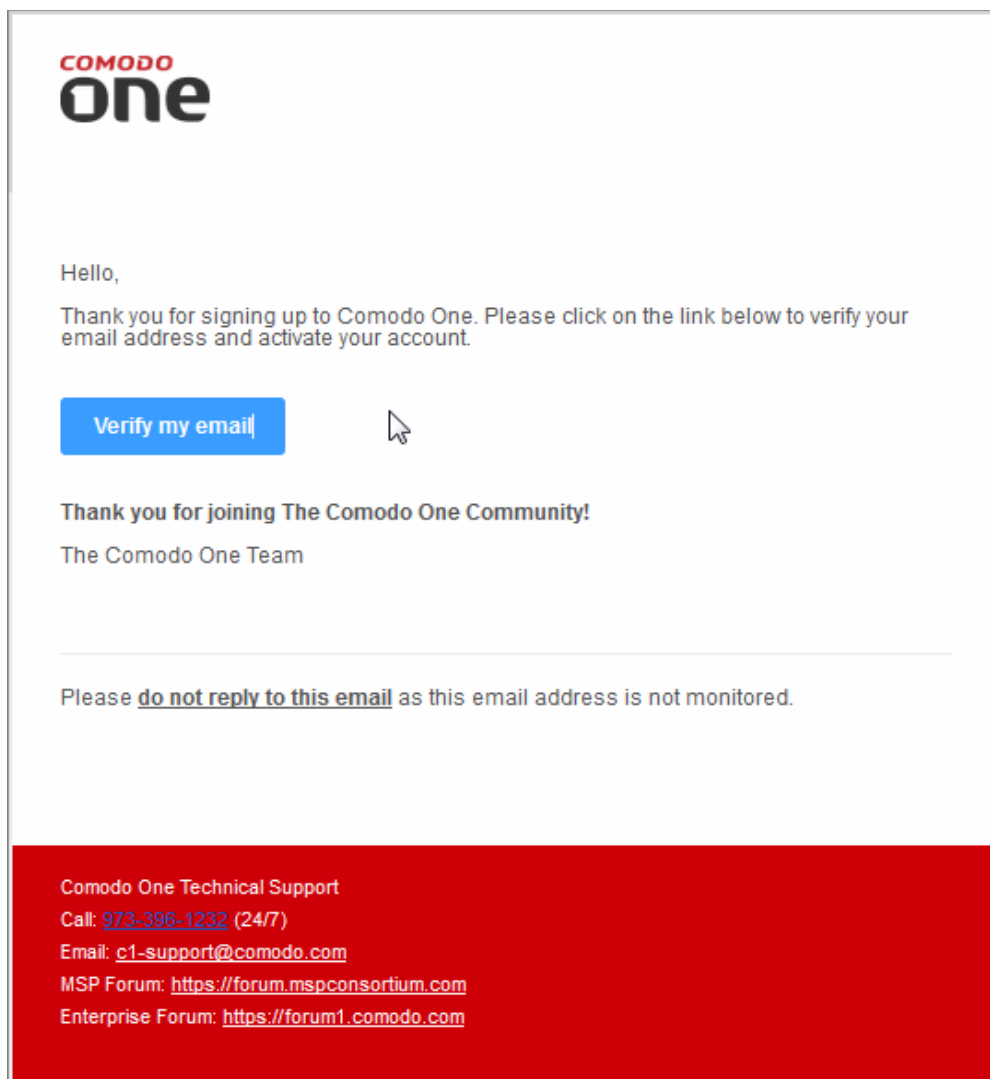 COMODO
one
Hello,
Thank you for signing up to Comodo One. Please click on the link below to verify your
email address and activate your account.
Verify my email
Thank you for joining The Comodo One Community!
The Comodo One Team
Please do not reply to this email as this email address is not monitored.
Comodo One Technical Support
Call: 973-396-1232 (24/7)
Email: c1-support@comodo.com
MSP Forum: https://forum.mspconsortium.com
Enterprise Forum: https://forum1.comodo.com